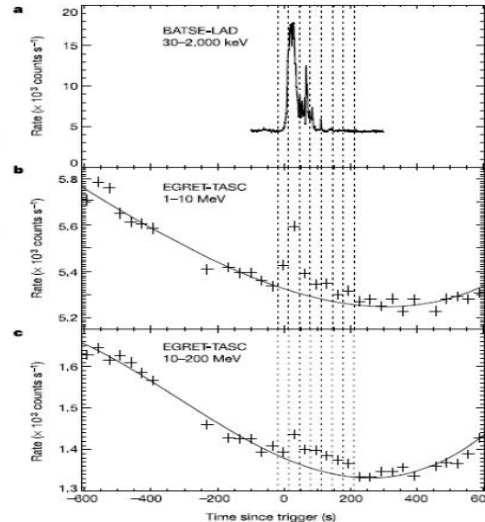 a
BATSE-LAD
30–2,000 keV
20
15
10
5
0
Rate (× 10³ counts s⁻¹)
b
EGRET-TASC
1–10 MeV
5.8
5.6
5.4
5.2
Rate (× 10³ counts s⁻¹)
c
EGRET-TASC
10–200 MeV
1.6
1.5
1.4
1.3
Rate (× 10³ counts s⁻¹)
–600 –400 –200 0 200 400 600
Time since trigger (s)